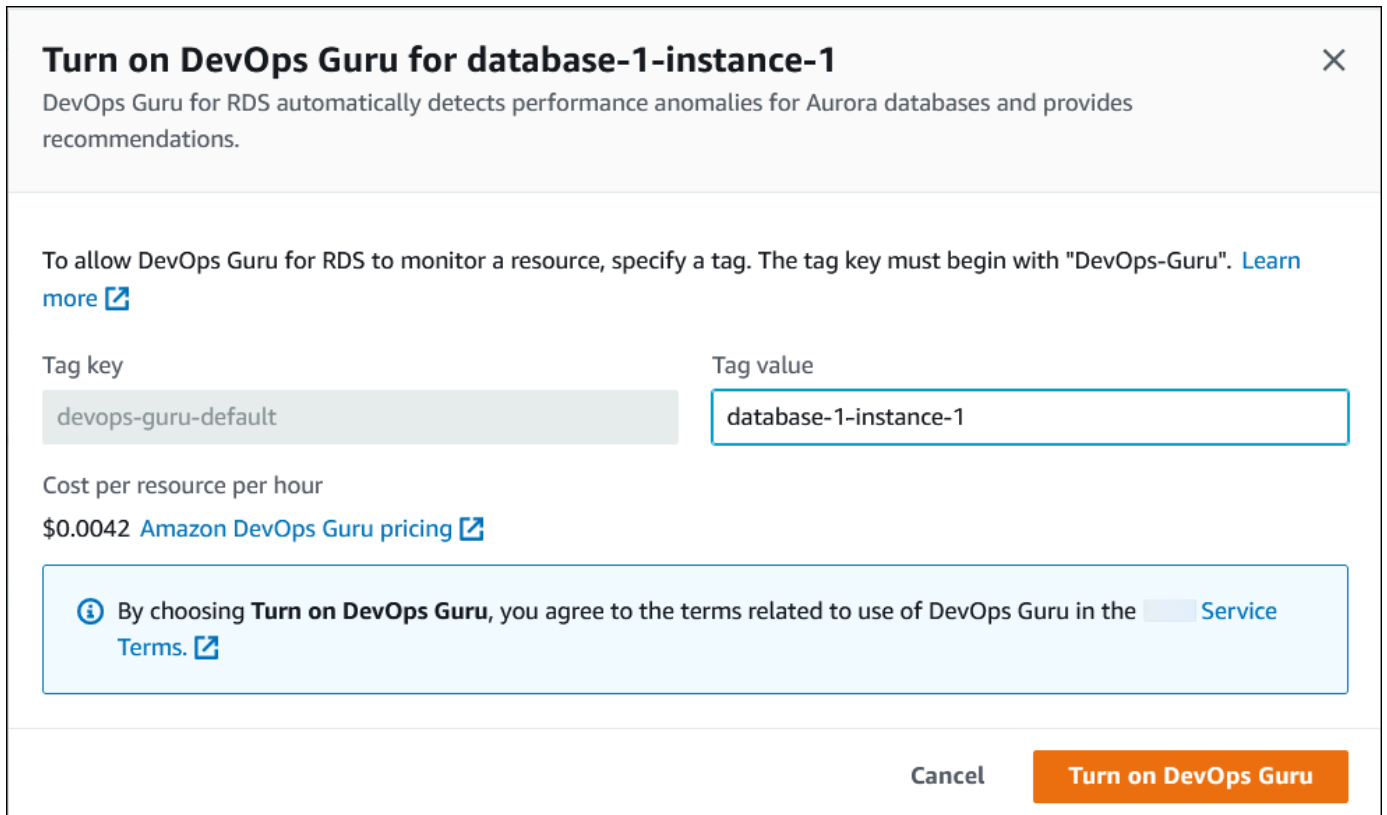 Turn on DevOps Guru for database-1-instance-1
DevOps Guru for RDS automatically detects performance anomalies for Aurora databases and provides
recommendations.
To allow DevOps Guru for RDS to monitor a resource, specify a tag. The tag key must begin with "DevOps-Guru". Learn
more
Tag key
Tag value
devops-guru-default
database-1-instance-1
Cost per resource per hour
$0.0042 Amazon DevOps Guru pricing
By choosing Turn on DevOps Guru, you agree to the terms related to use of DevOps Guru in the Service
Terms.
Cancel
Turn on DevOps Guru